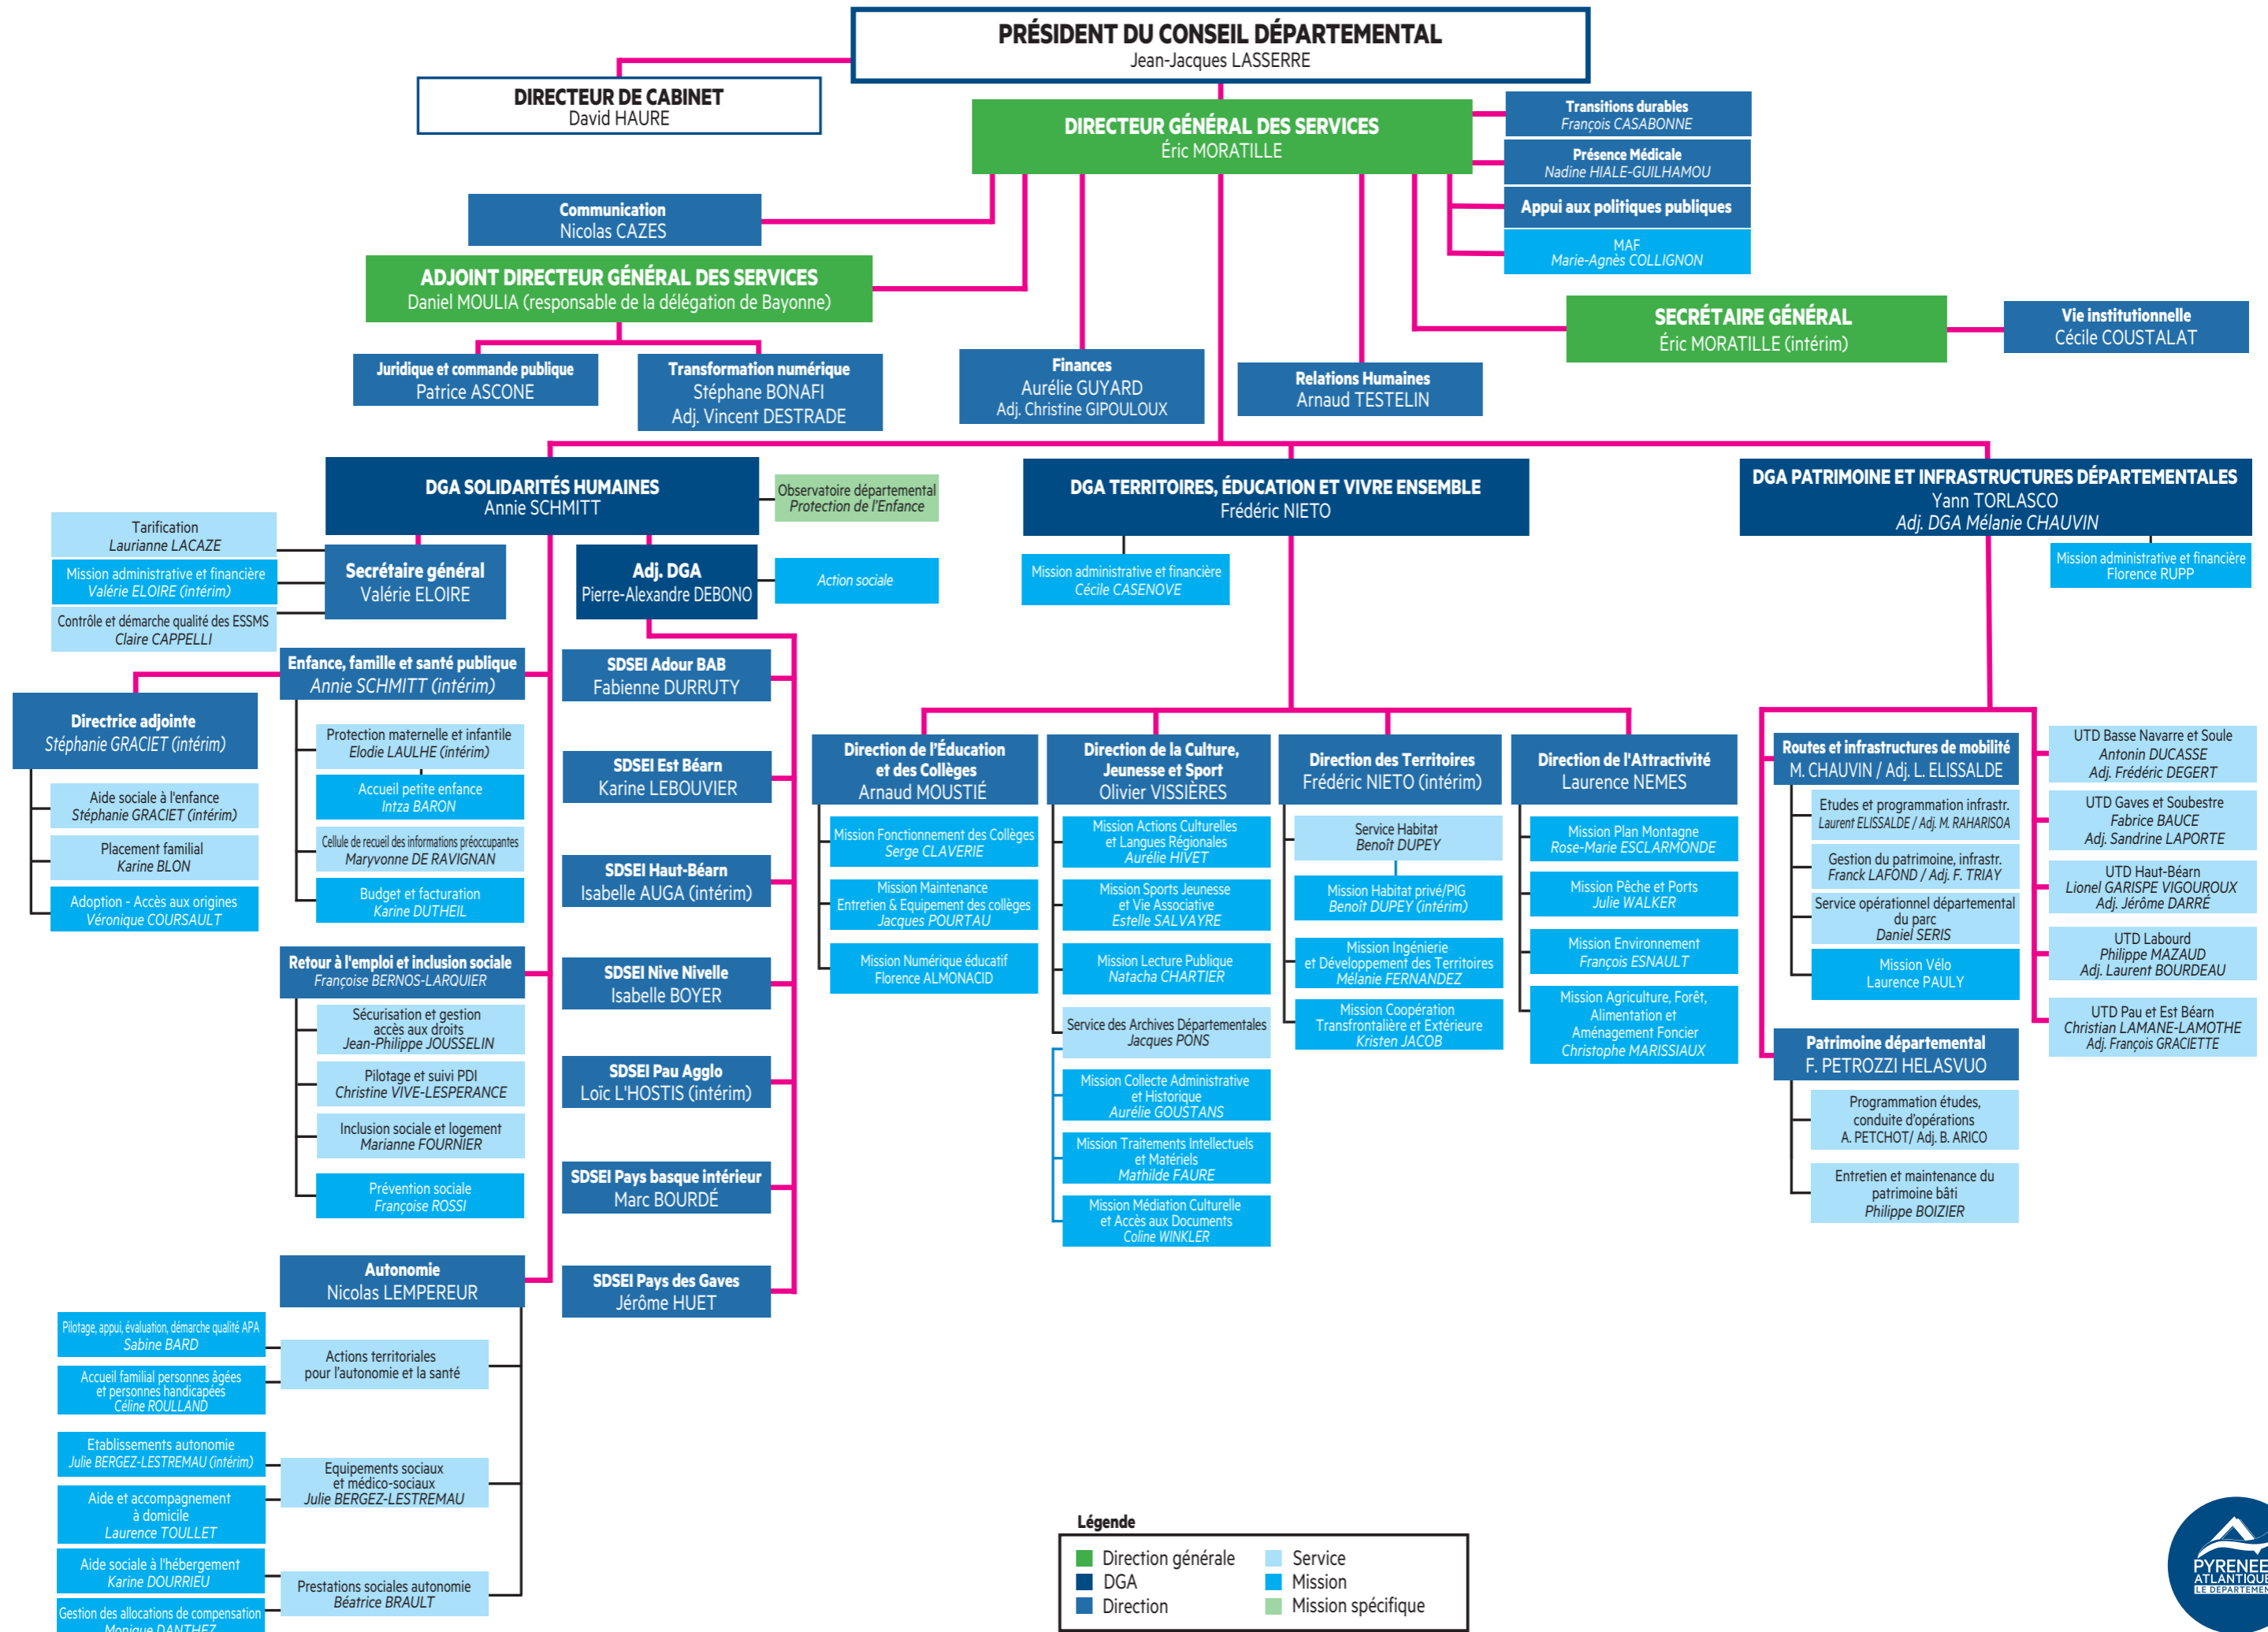 PRÉSIDENT DU CONSEIL DÉPARTEMENTAL
Jean-Jacques LASSERRE
DIRECTEUR DE CABINET
David HAURE
DIRECTEUR GÉNÉRAL DES SERVICES
Éric MORATILLE
Transitions durables
François CASABONNE
Présence Médicale
Nadine HIALE-GUILHAMOU
Appui aux politiques publiques
MAF
Marie-Agnès COLLIGNON
Communication
Nicolas CAZES
ADJOINT DIRECTEUR GÉNÉRAL DES SERVICES
Daniel MOULIA (responsable de la délégation de Bayonne)
SECRÉTAIRE GÉNÉRAL
Éric MORATILLE (intérim)
Vie institutionnelle
Cécile COUSTALAT
Juridique et commande publique
Patrice ASCONE
Transformation numérique
Stéphane BONAFI
Adj. Vincent DESTRADE
Finances
Aurélie GUYARD
Adj. Christine GIPOULOUX
Relations Humaines
Arnaud TESTELIN
DGA SOLIDARITÉS HUMAINES
Annie SCHMITT
Observatoire départemental
Protection de l'Enfance
Tarification
Laurianne LACAZE
Mission administrative et financière
Valérie ELOIRE (intérim)
Contrôle et démarche qualité des ESSMS
Claire CAPPELLI
Secrétaire général
Valérie ELOIRE
Adj. DGA
Pierre-Alexandre DEBONO
Action sociale
Enfance, famille et santé publique
Annie SCHMITT (intérim)
Directrice adjointe
Stéphanie GRACIET (intérim)
Aide sociale à l'enfance
Stéphanie GRACIET (intérim)
Placement familial
Karine BLON
Adoption - Accès aux origines
Véronique COURSAULT
Protection maternelle et infantile
Elodie LAULHE (intérim)
Accueil petite enfance
Intza BARON
Cellule de recueil des informations préoccupantes
Maryvonne DE RAVIGNAN
Budget et facturation
Karine DUTHEIL
Retour à l'emploi et inclusion sociale
Françoise BERNOS-LARQUIER
Sécurisation et gestion
accès aux droits
Jean-Philippe JOUSSELIN
Pilotage et suivi PDI
Christine VIVE-LESPERANCE
Inclusion sociale et logement
Marianne FOURNIER
Prévention sociale
Françoise ROSSI
Autonomie
Nicolas LEMPEREUR
Pilotage, appui, évaluation, démarche qualité APA
Sabine BARD
Accueil familial personnes âgées
et personnes handicapées
Céline ROULLAND
Actions territoriales
pour l'autonomie et la santé
Etablissements autonomie
Julie BERGEZ-LESTREMAU (intérim)
Aide et accompagnement
à domicile
Laurence TOULLET
Equipements sociaux
et médico-sociaux
Julie BERGEZ-LESTREMAU
Aide sociale à l'hébergement
Karine DOURRIEU
Gestion des allocations de compensation
Monique DANTHEZ
Prestations sociales autonomie
Béatrice BRAULT
SDSEI Adour BAB
Fabienne DURRUTY
SDSEI Est Béarn
Karine LEBOUVIER
SDSEI Haut-Béarn
Isabelle AUGA (intérim)
SDSEI Nive Nivelle
Isabelle BOYER
SDSEI Pau Agglo
Loïc L'HOSTIS (intérim)
SDSEI Pays basque intérieur
Marc BOURDÉ
SDSEI Pays des Gaves
Jérôme HUET
DGA TERRITOIRES, ÉDUCATION ET VIVRE ENSEMBLE
Frédéric NIETO
Mission administrative et financière
Cécile CASENOVE
Direction de l'Éducation
et des Collèges
Arnaud MOUSTIÉ
Mission Fonctionnement des Collèges
Serge CLAVERIE
Mission Maintenance
Entretien & Equipement des collèges
Jacques POURTAU
Mission Numérique éducatif
Florence ALMONACID
Direction de la Culture,
Jeunesse et Sport
Olivier VISSIÈRES
Mission Actions Culturelles
et Langues Régionales
Aurélie HIVET
Mission Sports Jeunesse
et Vie Associative
Estelle SALVAYRE
Mission Lecture Publique
Natacha CHARTIER
Service des Archives Départementales
Jacques PONS
Mission Collecte Administrative
et Historique
Aurélie GOUSTANS
Mission Traitements Intellectuels
et Matériels
Mathilde FAURE
Mission Médiation Culturelle
et Accès aux Documents
Coline WINKLER
Direction des Territoires
Frédéric NIETO (intérim)
Service Habitat
Benoît DUPEY
Mission Habitat privé/PIG
Benoît DUPEY (intérim)
Mission Ingénierie
et Développement des Territoires
Mélanie FERNANDEZ
Mission Coopération
Transfrontalière et Extérieure
Kristen JACOB
Direction de l'Attractivité
Laurence NEMES
Mission Plan Montagne
Rose-Marie ESCLARMONDE
Mission Pêche et Ports
Julie WALKER
Mission Environnement
François ESNAULT
Mission Agriculture, Forêt,
Alimentation et
Aménagement Foncier
Christophe MARISSIAUX
DGA PATRIMOINE ET INFRASTRUCTURES DÉPARTEMENTALES
Yann TORLASCO
Adj. DGA Mélanie CHAUVIN
Mission administrative et financière
Florence RUPP
Routes et infrastructures de mobilité
M. CHAUVIN / Adj. L. ELISSALDE
Etudes et programmation infrastr.
Laurent ELISSALDE / Adj. M. RAHARISOA
Gestion du patrimoine, infrastr.
Franck LAFOND / Adj. F. TRIAY
Service opérationnel départemental
du parc
Daniel SERIS
Mission Vélo
Laurence PAULY
Patrimoine départemental
F. PETROZZI HELASVUO
Programmation études,
conduite d'opérations
A. PETCHOT/ Adj. B. ARICO
Entretien et maintenance du
patrimoine bâti
Philippe BOIZIER
UTD Basse Navarre et Soule
Antonin DUCASSE
Adj. Frédéric DEGERT
UTD Gaves et Soubestre
Fabrice BAUCE
Adj. Sandrine LAPORTE
UTD Haut-Béarn
Lionel GARISPE VIGOUROUX
Adj. Jérôme DARRÉ
UTD Labourd
Philippe MAZAUD
Adj. Laurent BOURDEAU
UTD Pau et Est Béarn
Christian LAMANE-LAMOTHE
Adj. François GRACIETTE
Légende
Direction générale
DGA
Direction
Service
Mission
Mission spécifique
PYRENEE
ATLANTIQUE
LE DEPARTEMEN